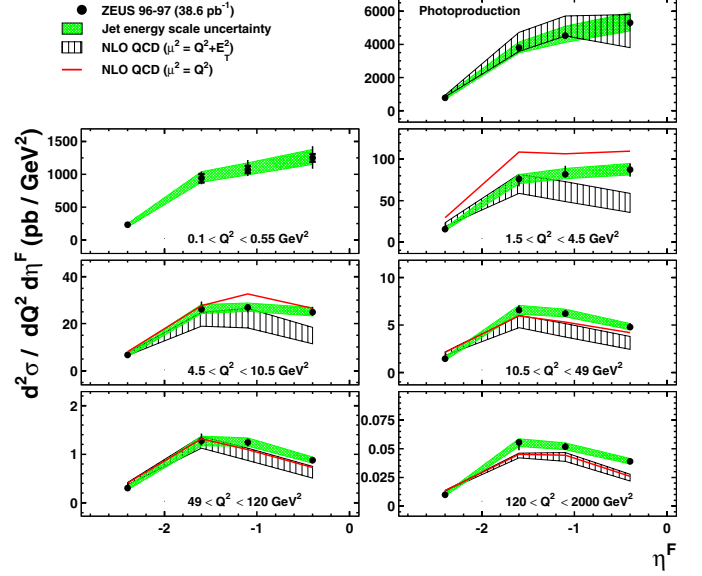 ZEUS 96-97 (38.6 pb⁻¹)
Jet energy scale uncertainty
NLO QCD (μ² = Q²+E_T²)
NLO QCD (μ² = Q²)
Photoproduction
6000
4000
2000
0
d²σ / dQ² dη^F (pb / GeV²)
1500
1000
500
0
0.1 < Q² < 0.55 GeV²
100
50
0
1.5 < Q² < 4.5 GeV²
40
20
0
4.5 < Q² < 10.5 GeV²
10
5
0
10.5 < Q² < 49 GeV²
2
1
0
49 < Q² < 120 GeV²
0.075
0.05
0.025
0
120 < Q² < 2000 GeV²
-2 -1 0
-2 -1 0
η^F